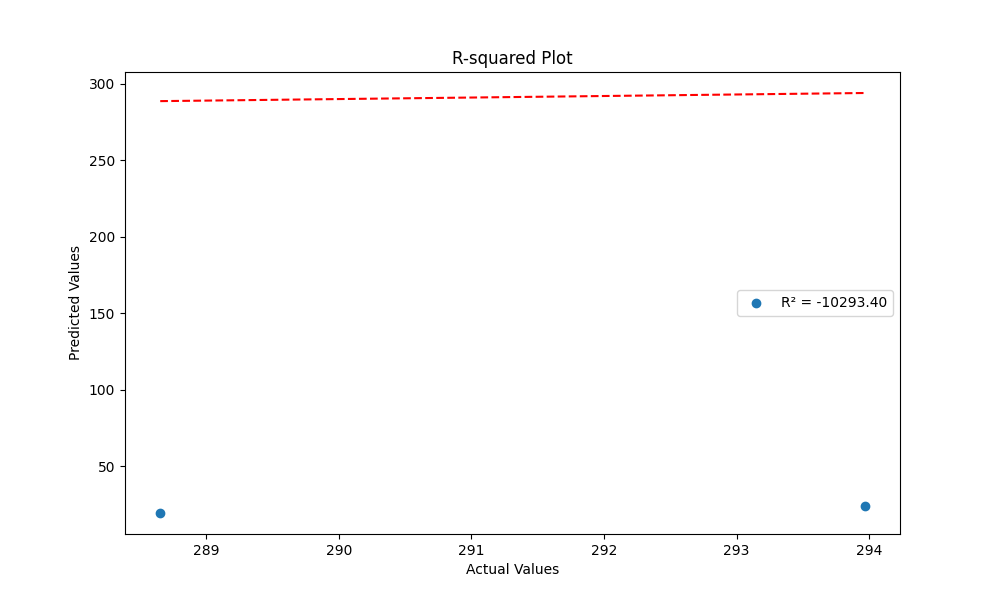 R-squared Plot
300
250
200
150
100
50
Predicted Values
R² = -10293.40
289 290 291 292 293 294
Actual Values